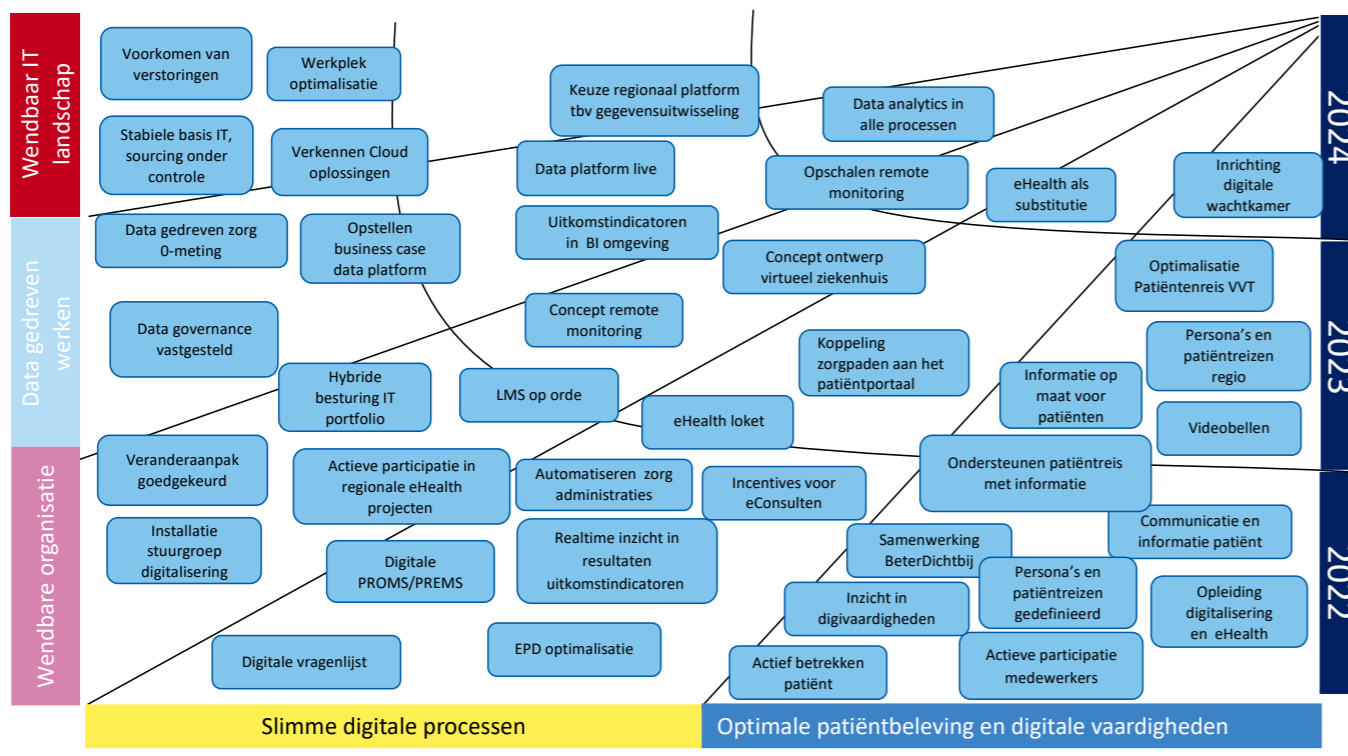 Wendbaar IT
landschap
Data gedreven
werken
Wendbare organisatie
Voorkomen van
verstoringen
Werkplek
optimalisatie
Stabiele basis IT,
sourcing onder
controle
Verkennen Cloud
oplossingen
Keuze regionaal platform
tbv gegevensuitwisseling
Data analytics in
alle processen
Data platform live
Opschalen remote
monitoring
eHealth als
substitutie
Inrichting
digitale
wachtkamer
Data gedreven zorg
0-meting
Opstellen
business case
data platform
Uitkomstindicatoren
in BI omgeving
Concept ontwerp
virtueel ziekenhuis
Optimalisatie
Patiëntenreis VVT
Data governance
vastgesteld
Concept remote
monitoring
Koppeling
zorgpaden aan het
patiëntportaal
Persona's en
patiëntreizen
regio
Hybride
besturing IT
portfolio
LMS op orde
eHealth loket
Informatie op
maat voor
patiënten
Videobellen
Veranderaanpak
goedgekeurd
Actieve participatie in
regionale eHealth
projecten
Automatiseren zorg
administraties
Incentives voor
eConsulten
Ondersteunen patiëntreis
met informatie
Installatie
stuurgroep
digitalisering
Digitale
PROMS/PREMS
Realtime inzicht in
resultaten
uitkomstindicatoren
Samenwerking
BeterDichtbij
Communicatie en
informatie patiënt
Inzicht in
digivaardigheden
Persona's en
patiëntreizen
gedefinieerd
Opleiding
digitalisering
en eHealth
Digitale vragenlijst
EPD optimalisatie
Actief betrekken
patiënt
Actieve participatie
medewerkers
2024
2023
2022
Slimme digitale processen
Optimale patiëntbeleving en digitale vaardigheden